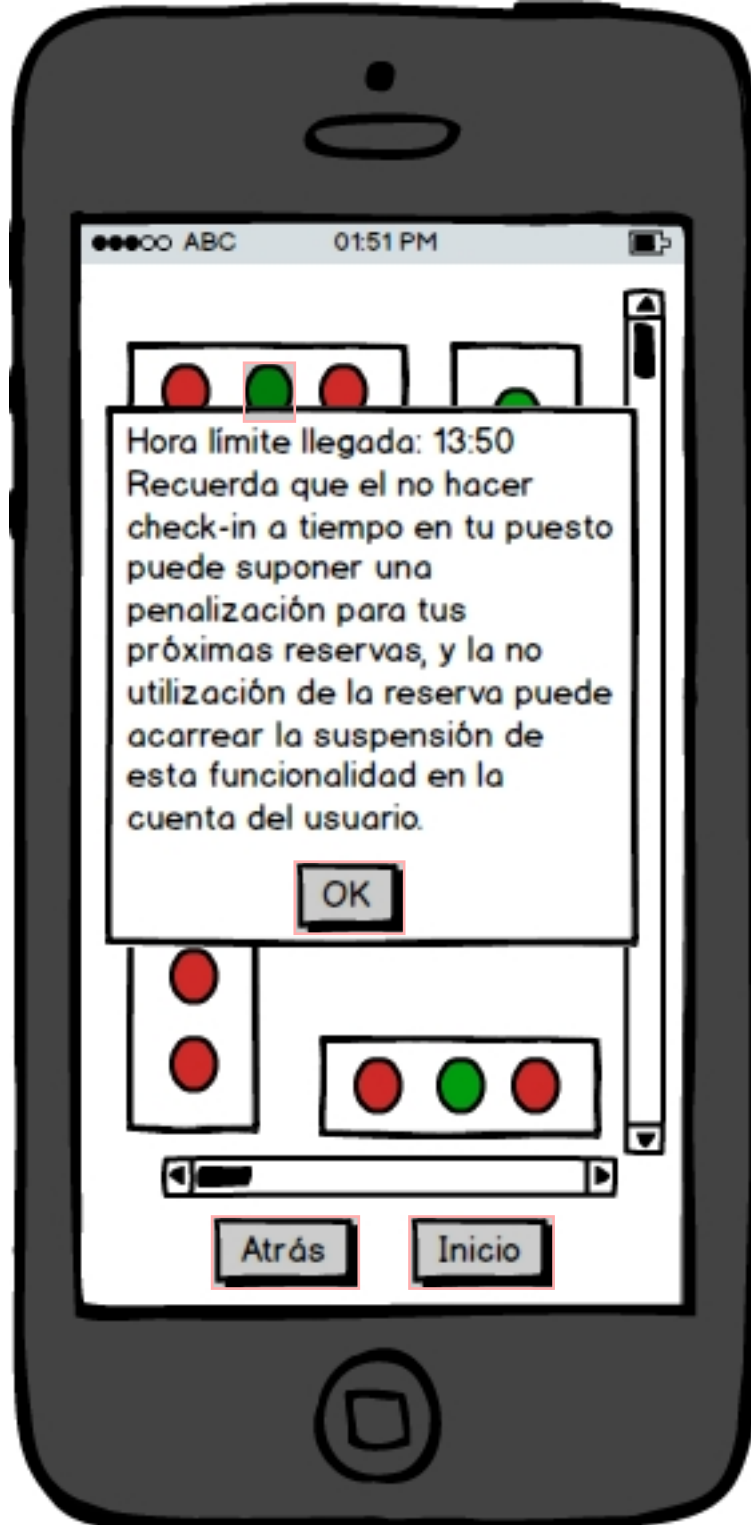 ABC 01:51 PM
Hora límite llegada: 13:50
Recuerda que el no hacer
check-in a tiempo en tu puesto
puede suponer una
penalización para tus
próximas reservas, y la no
utilización de la reserva puede
acarrear la suspensión de
esta funcionalidad en la
cuenta del usuario.
OK
Atrás Inicio